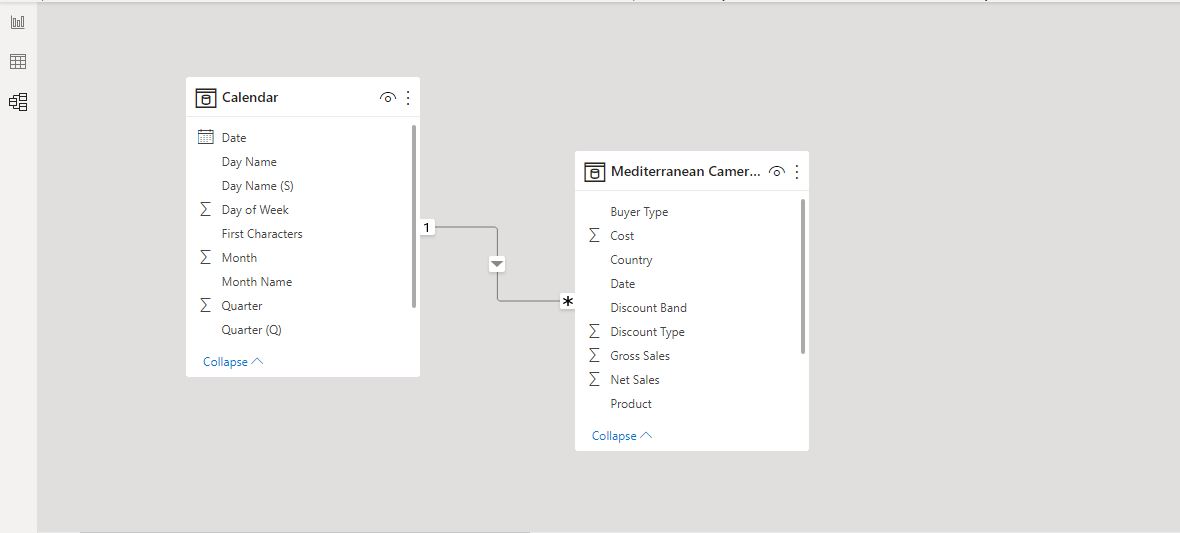 Calendar
Date
Day Name
Day Name (S)
Day of Week
First Characters
Month
Month Name
Quarter
Quarter (Q)
Collapse
1
*
Mediterranean Camer...
Buyer Type
Cost
Country
Date
Discount Band
Discount Type
Gross Sales
Net Sales
Product
Collapse